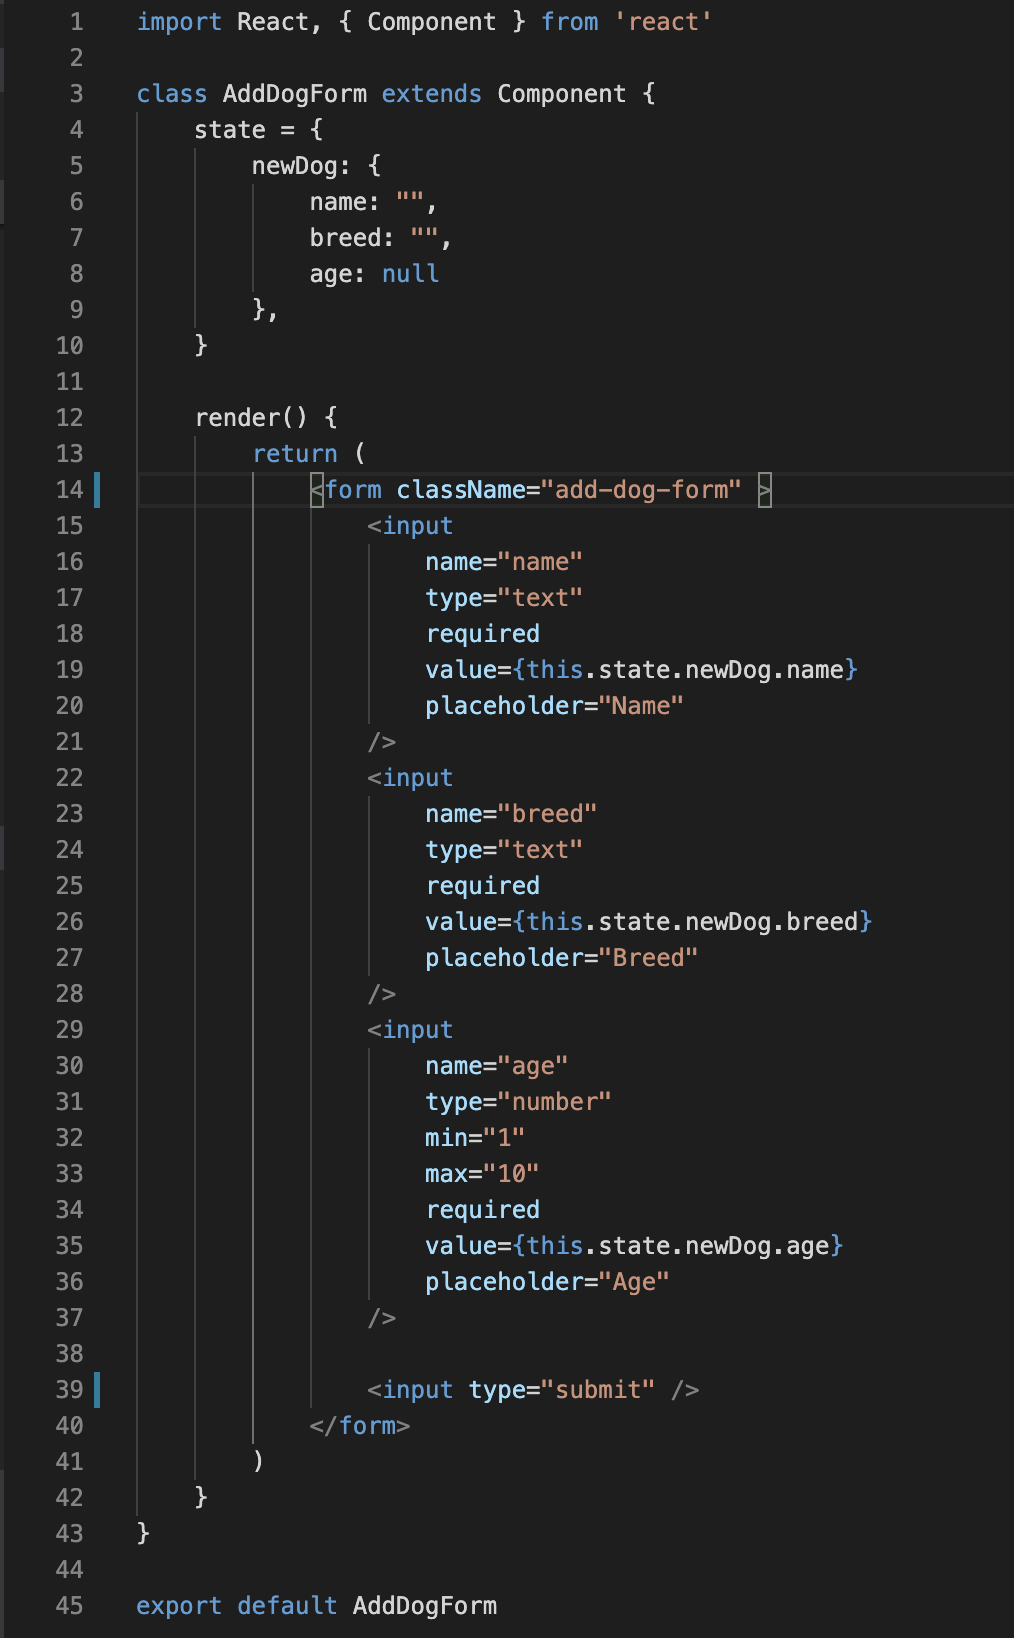 1 import React, { Component } from 'react'
2
3 class AddDogForm extends Component {
4     state = {
5         newDog: {
6             name: "",
7             breed: "",
8             age: null
9         },
10     }
11
12     render() {
13         return (
14             <form className="add-dog-form" >
15                 <input
16                     name="name"
17                     type="text"
18                     required
19                     value={this.state.newDog.name}
20                     placeholder="Name"
21                 />
22                 <input
23                     name="breed"
24                     type="text"
25                     required
26                     value={this.state.newDog.breed}
27                     placeholder="Breed"
28                 />
29                 <input
30                     name="age"
31                     type="number"
32                     min="1"
33                     max="10"
34                     required
35                     value={this.state.newDog.age}
36                     placeholder="Age"
37                 />
38
39                 <input type="submit" />
40             </form>
41         )
42     }
43 }
44
45 export default AddDogForm